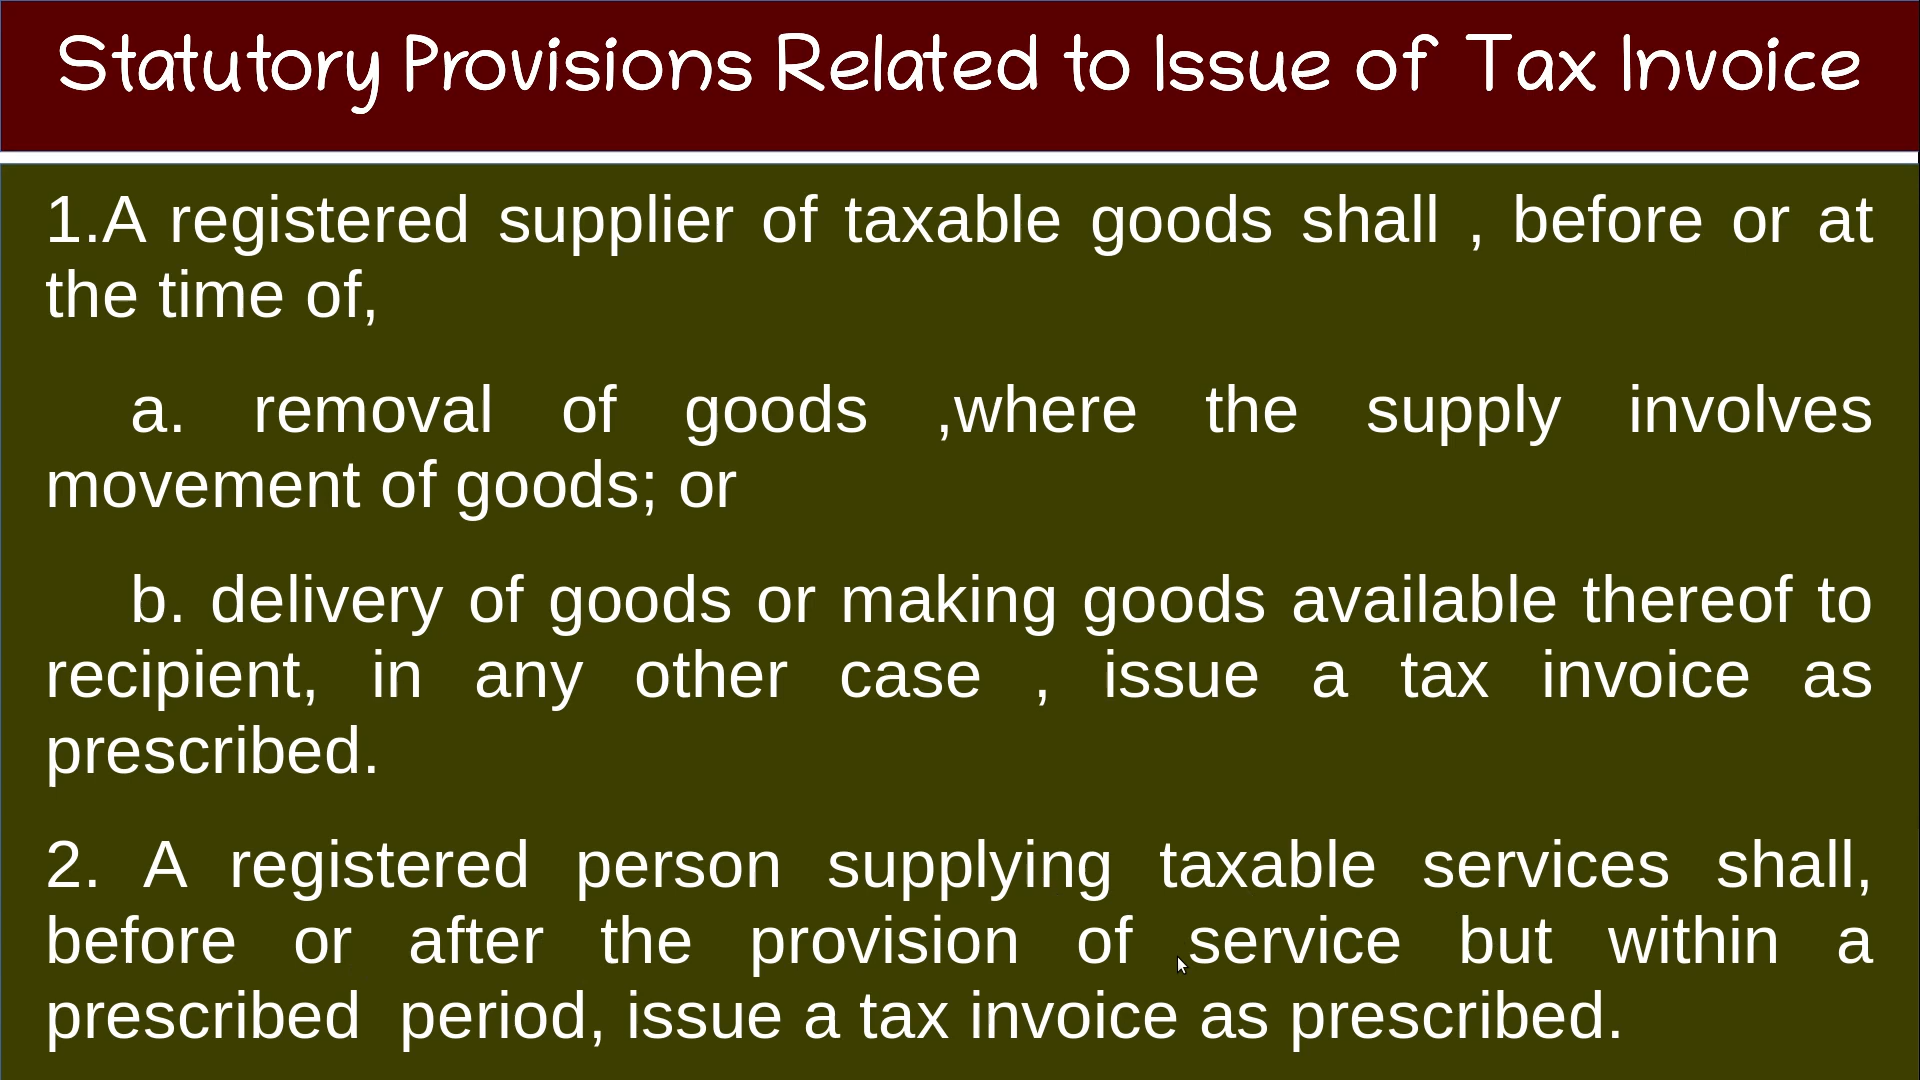 Statutory Provisions Related to Issue of Tax Invoice
1.A registered supplier of taxable goods shall , before or at
the time of,
a. removal of goods ,where the supply involves
movement of goods; or
b. delivery of goods or making goods available thereof to
recipient, in any other case , issue a tax invoice as
prescribed.
2. A registered person supplying taxable services shall,
before or after the provision of service but within a
prescribed period, issue a tax invoice as prescribed.